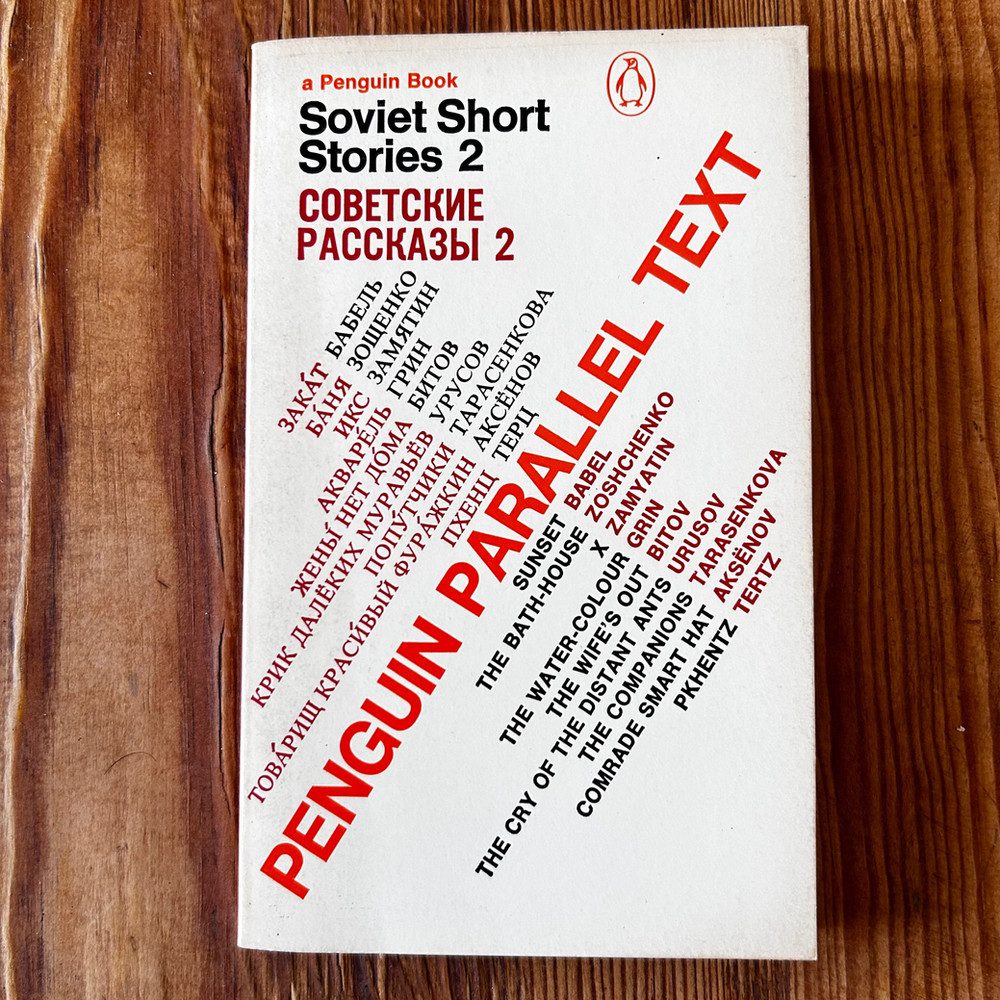 a Penguin Book
Soviet Short
Stories 2
СОВЕТСКИЕ
РАССКАЗЫ 2
ЗАКА́Т БАБЕЛЬ
БА́НЯ ЗОЩЕНКО
ИКС ЗАМЯТИН
АКВАРЕ́ЛЬ ГРИН
ЖЕНЫ́ НЕТ ДО́МА БИТОВ
КРИК ДАЛЁКИХ МУРАВЬЁВ УРУСОВ
ПОПУ́ТЧИКИ ТАРАСЕНКОВА
ТОВА́РИЩ КРАСИ́ВЫЙ ФУРА́ЖКИН АКСЁНОВ
ПХЕНЦ ТЕРЦ
PENGUIN PARALLEL TEXT
SUNSET BABEL
THE BATH-HOUSE ZOSHCHENKO
X ZAMYATIN
THE WATER-COLOUR GRIN
THE WIFE'S OUT BITOV
THE CRY OF THE DISTANT ANTS URUSOV
THE COMPANIONS TARASENKOVA
COMRADE SMART HAT AKSËNOV
PKHENTZ TERTZ